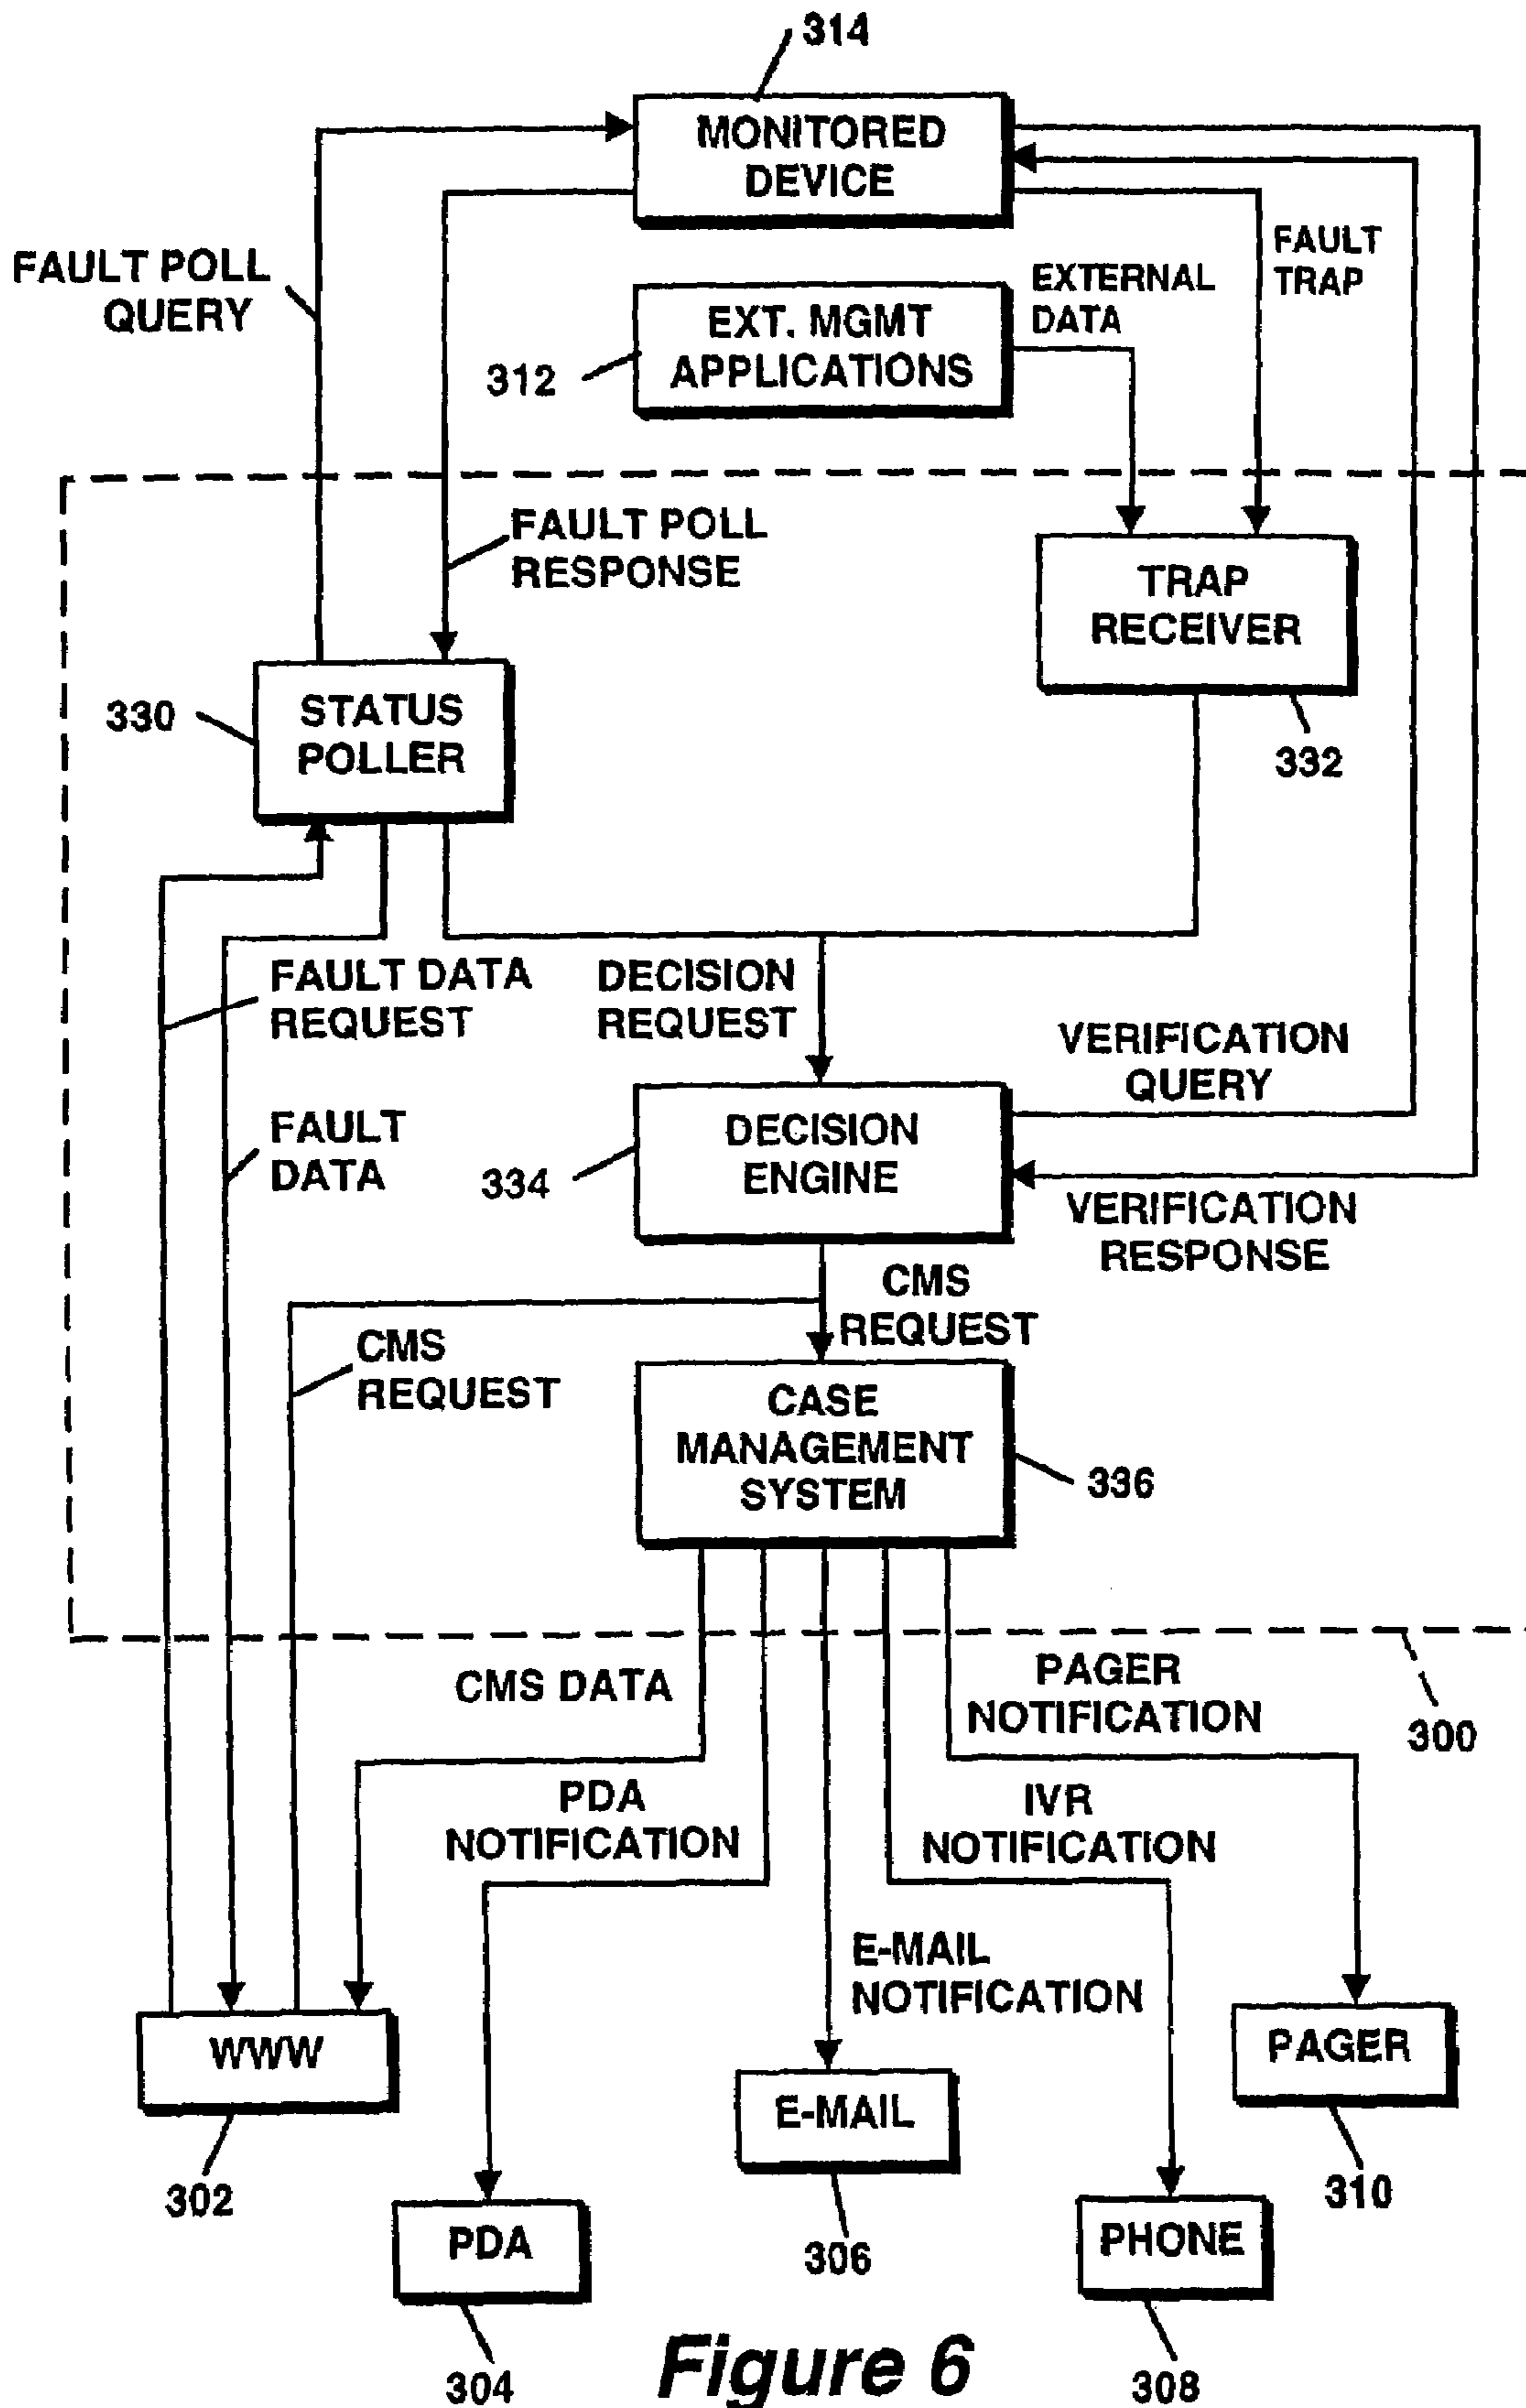 314
MONITORED
DEVICE
FAULT POLL
QUERY
FAULT
TRAP
EXTERNAL
DATA
EXT. MGMT
APPLICATIONS
312
FAULT POLL
RESPONSE
TRAP
RECEIVER
332
330
STATUS
POLLER
FAULT DATA
REQUEST
DECISION
REQUEST
VERIFICATION
QUERY
FAULT
DATA
DECISION
ENGINE
334
VERIFICATION
RESPONSE
CMS
REQUEST
CMS
REQUEST
CASE
MANAGEMENT
SYSTEM
336
CMS DATA
PAGER
NOTIFICATION
300
PDA
NOTIFICATION
IVR
NOTIFICATION
E-MAIL
NOTIFICATION
WWW
302
PAGER
310
E-MAIL
306
PDA
304
PHONE
308
Figure 6